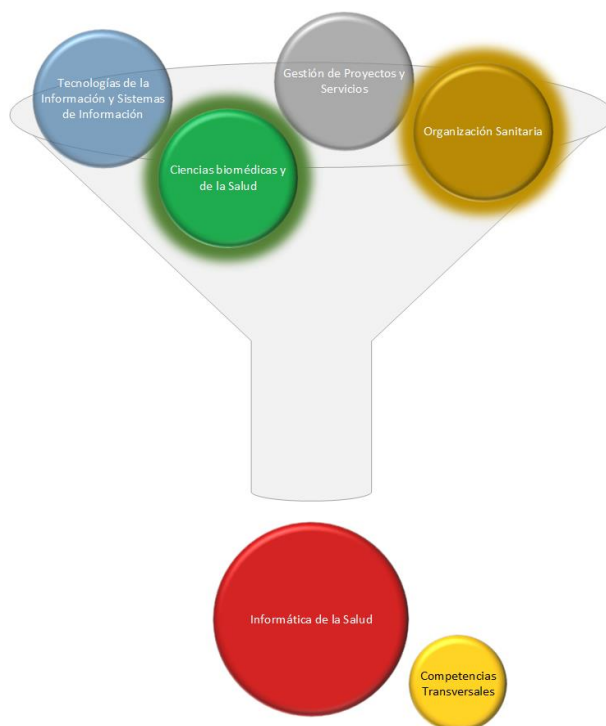 Tecnologías de la
Información y Sistemas
de Información
Gestión de Proyectos y
Servicios
Organización Sanitaria
Ciencias biomédicas y
de la Salud
Informática de la Salud
Competencias
Transversales